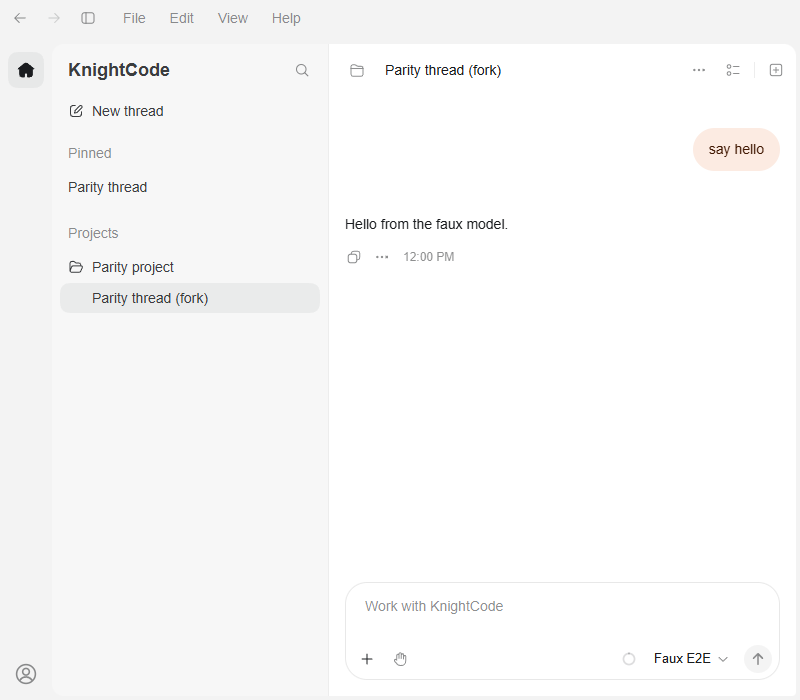 File Edit View Help
KnightCode
New thread
Pinned
Parity thread
Projects
Parity project
Parity thread (fork)
Parity thread (fork)
say hello
Hello from the faux model.
12:00 PM
Work with KnightCode
Faux E2E